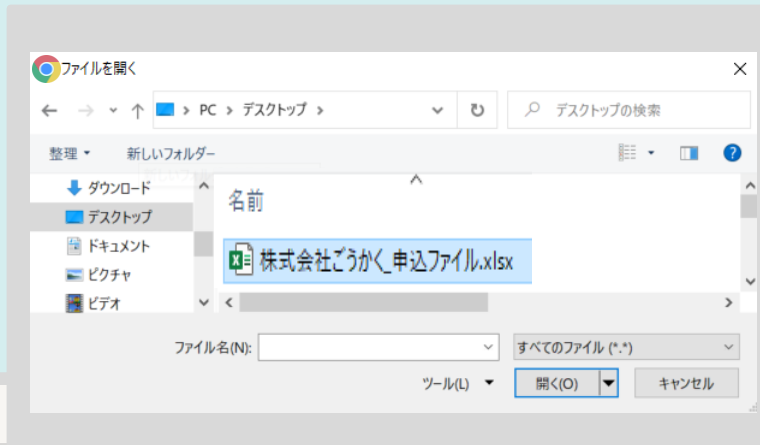 ファイルを開く
PC > デスクトップ >
デスクトップの検索
整理
新しいフォルダー
ダウンロード
デスクトップ
ドキュメント
ピクチャ
ビデオ
名前
株式会社ごうかく_申込ファイル.xlsx
ファイル名(N):
すべてのファイル (*.*)
ツール(L)
開く(O)
キャンセル